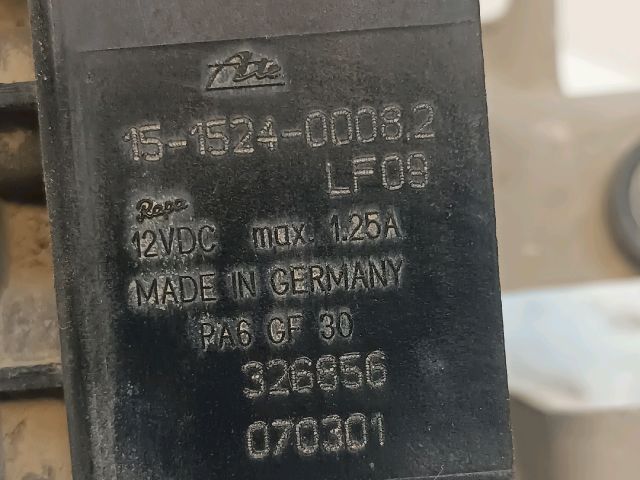 Ate
15-1524-0008.2
LF09
Rapa
12VDC max. 1.25A
MADE IN GERMANY
PA6 GF 30
326856
070301